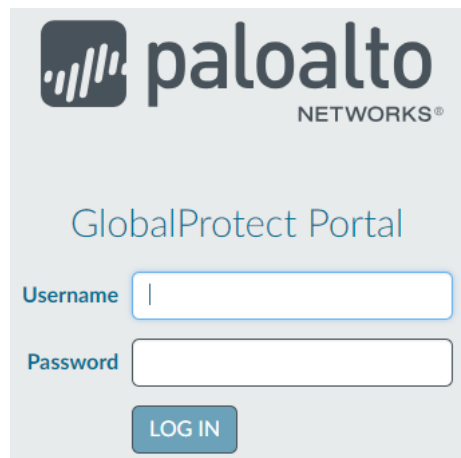 paloalto
NETWORKS®
GlobalProtect Portal
Username
Password
LOG IN